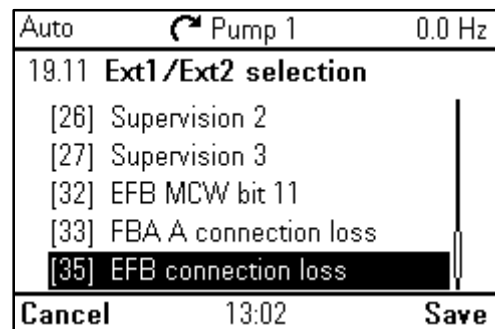 Auto Pump 1 0.0 Hz
19.11 Ext1/Ext2 selection
[26] Supervision 2
[27] Supervision 3
[32] EFB MCW bit 11
[33] FBA A connection loss
[35] EFB connection loss
Cancel 13:02 Save